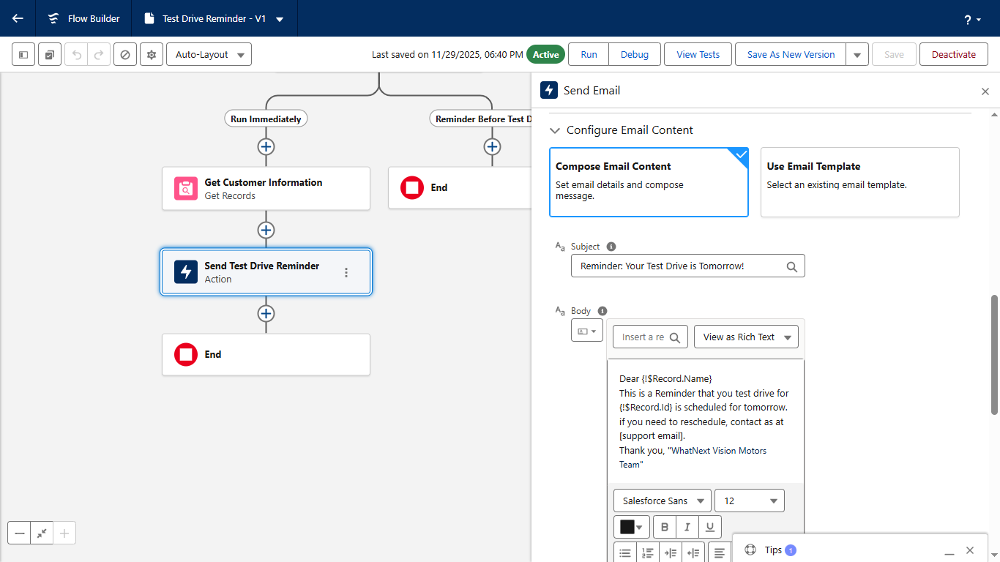 Flow Builder
Test Drive Reminder - V1
?
Auto-Layout
Last saved on 11/29/2025, 06:40 PM
Active
Run
Debug
View Tests
Save As New Version
Save
Deactivate
Run Immediately
Reminder Before Test D
Get Customer Information
Get Records
End
Send Test Drive Reminder
Action
End
Send Email
Configure Email Content
Compose Email Content
Set email details and compose
message.
Use Email Template
Select an existing email template.
Aa Subject
Reminder: Your Test Drive is Tomorrow!
Aa Body
Insert a re
View as Rich Text
Dear {!$Record.Name}
This is a Reminder that you test drive for
{!$Record.Id} is scheduled for tomorrow.
if you need to reschedule, contact as at
[support email].
Thank you, "WhatNext Vision Motors
Team"
Salesforce Sans
12
B I U
Tips 1